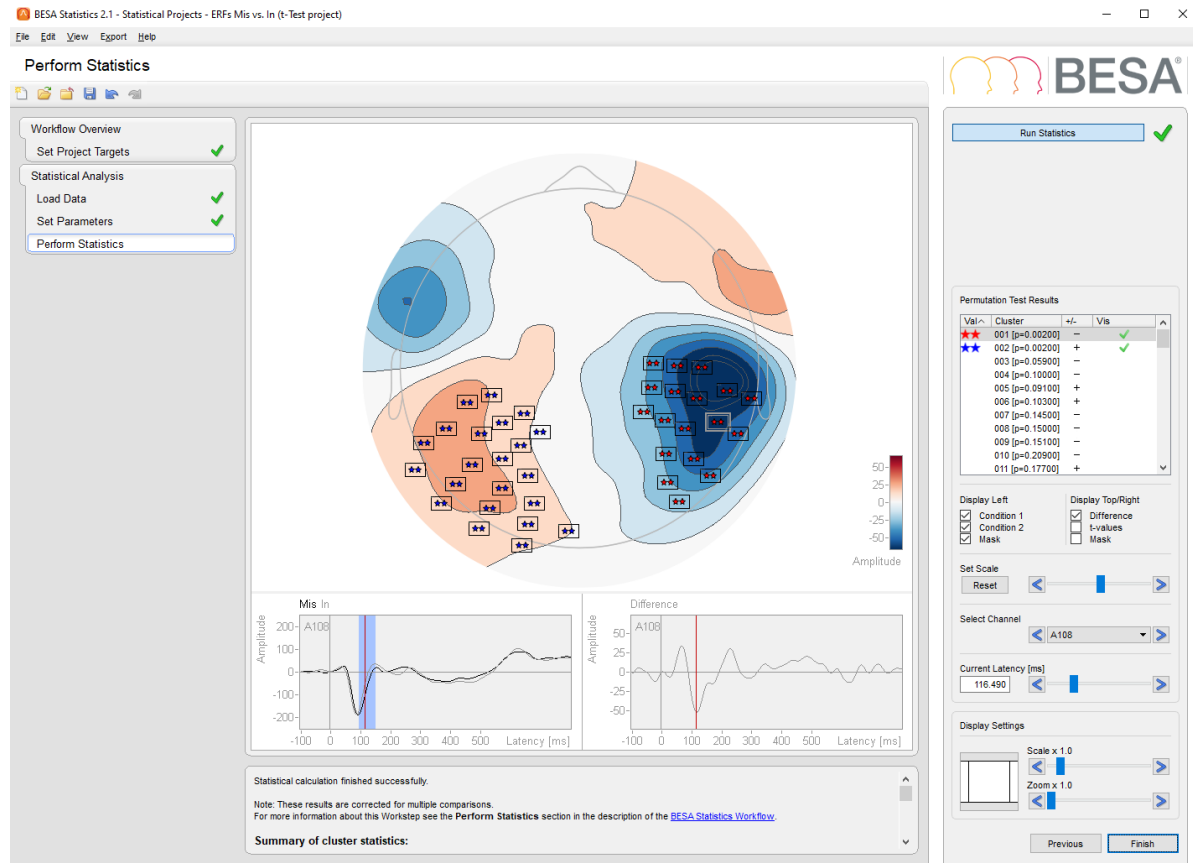 BESA Statistics 2.1 - Statistical Projects - ERFs Mis vs. In (t-Test project)
File Edit View Export Help
Perform Statistics
BESA®
Workflow Overview
Set Project Targets
Statistical Analysis
Load Data
Set Parameters
Perform Statistics
50
25
0
-25
-50
Amplitude
Mis In
A108
Amplitude
200
100
0
-100
-200
-100 0 100 200 300 400 500 Latency [ms]
Difference
A108
Amplitude
50
25
0
-25
-50
-100 0 100 200 300 400 500 Latency [ms]
Statistical calculation finished successfully.
Note: These results are corrected for multiple comparisons.
For more information about this Workstep see the Perform Statistics section in the description of the BESA Statistics Workflow.
Summary of cluster statistics:
Run Statistics
Permutation Test Results
Val Cluster +/- Vis
001 [p=0.00200] -
002 [p=0.00200] +
003 [p=0.05900] -
004 [p=0.10000] -
005 [p=0.09100] +
006 [p=0.10300] +
007 [p=0.14500] -
008 [p=0.15000] -
009 [p=0.15100] -
010 [p=0.20900] -
011 [p=0.17700] +
Display Left Display Top/Right
Condition 1 Difference
Condition 2 t-values
Mask Mask
Set Scale
Reset
Select Channel
A108
Current Latency [ms]
116.490
Display Settings
Scale x 1.0
Zoom x 1.0
Previous Finish